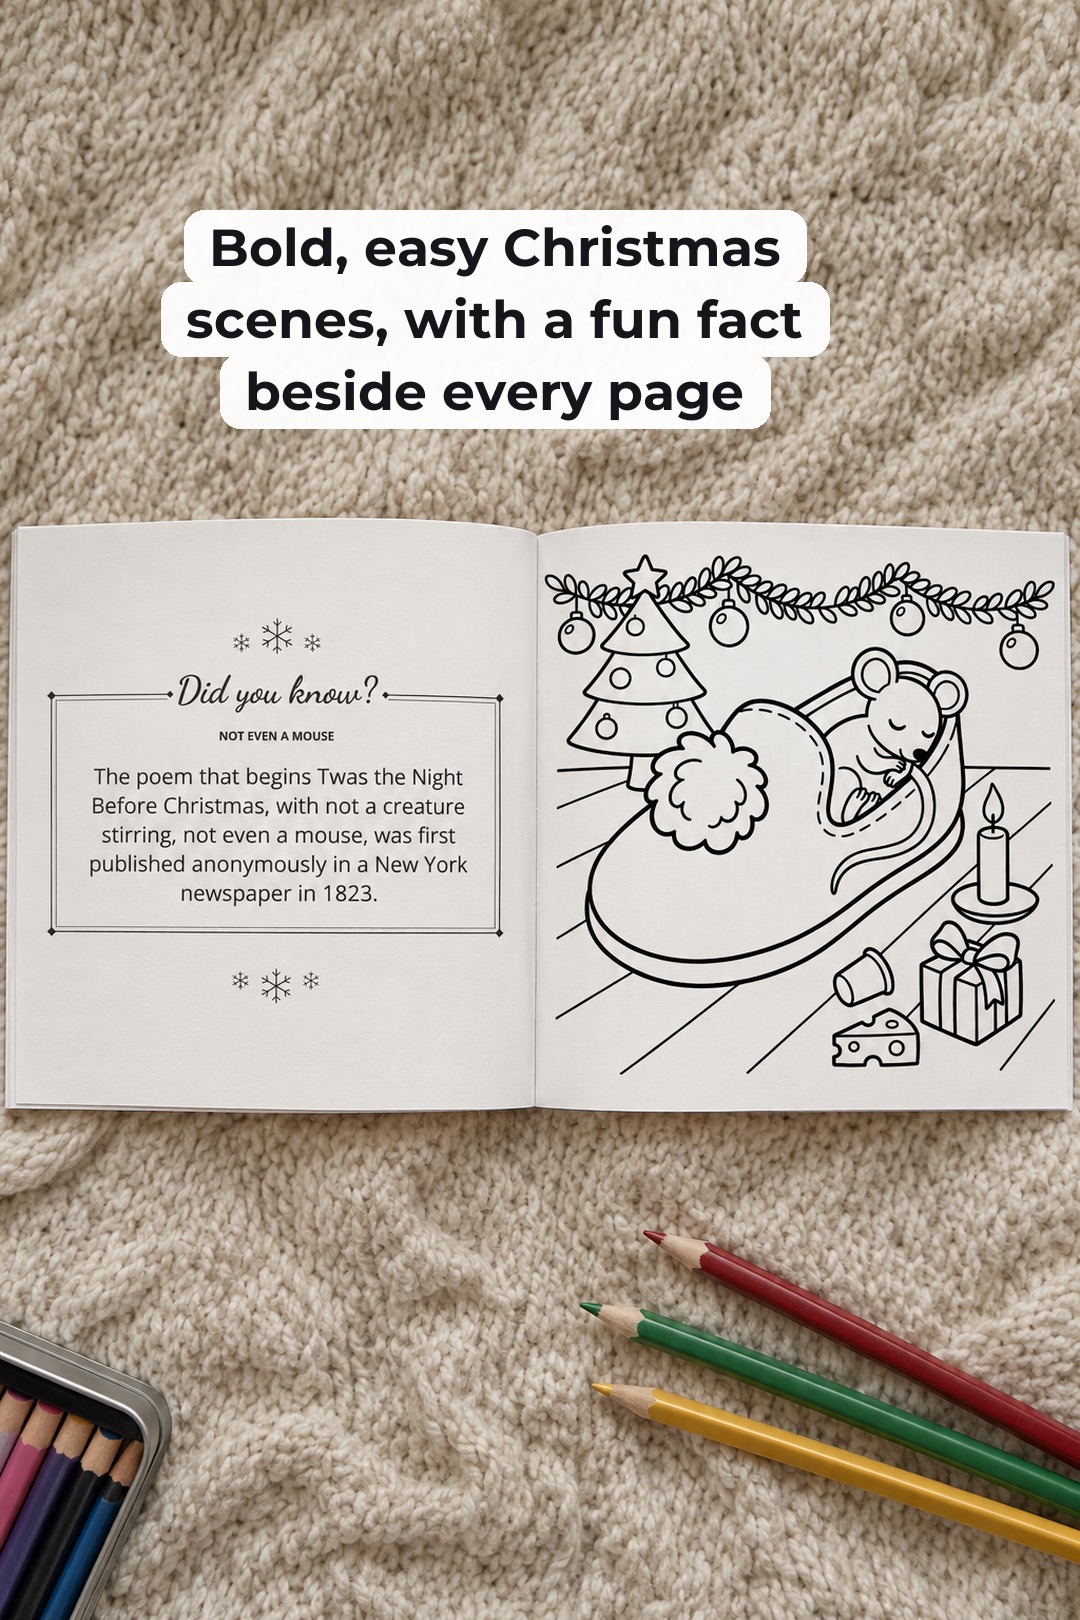 Bold, easy Christmas
scenes, with a fun fact
beside every page
Did you know?
NOT EVEN A MOUSE
The poem that begins Twas the Night
Before Christmas, with not a creature
stirring, not even a mouse, was first
published anonymously in a New York
newspaper in 1823.